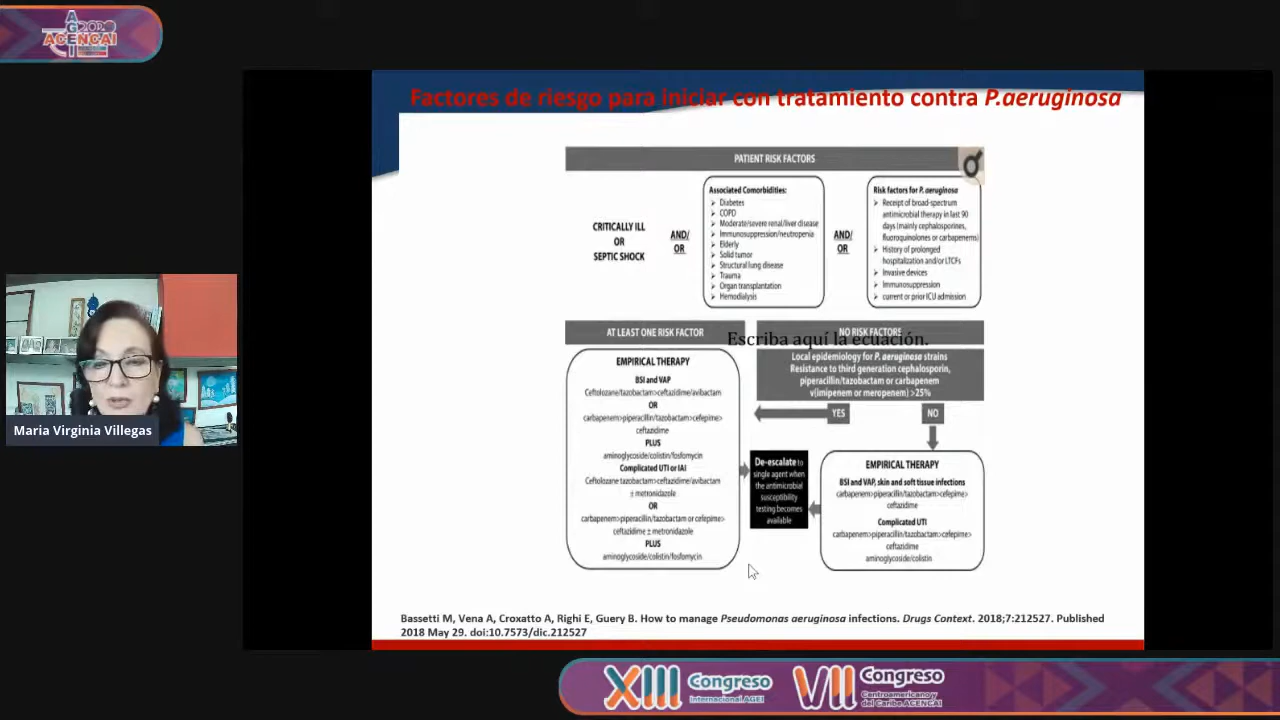 AGEI
2020
ACENCAI
Factores de riesgo para iniciar con tratamiento contra P.aeruginosa
PATIENT RISK FACTORS
CRITICALLY ILL
OR
SEPTIC SHOCK
AND/
OR
Associated Comorbidities:
➢ Diabetes
➢ COPD
➢ Moderate/severe renal/liver disease
➢ Immunosuppression/neutropenia
➢ Elderly
➢ Solid tumor
➢ Structural lung disease
➢ Trauma
➢ Organ transplantation
➢ Hemodialysis
AND/
OR
Risk factors for P. aeruginosa
➢ Receipt of broad-spectrum
antimicrobial therapy in last 90
days (mainly cephalosporines,
fluoroquinolones or carbapenems)
➢ History of prolonged
hospitalization and/or LTCFs
➢ Invasive devices
➢ Immunosuppression
➢ current or prior ICU admission
AT LEAST ONE RISK FACTOR
EMPIRICAL THERAPY
BSI and VAP
Ceftolozane/tazobactam>ceftazidime/avibactam
OR
carbapenem>piperacillin/tazobactam>cefepime>
ceftazidime
PLUS
aminoglycoside/colistin/fosfomycin
Complicated UTI or IAI
Ceftolozane tazobactam>ceftazidime/avibactam
± metronidazole
OR
carbapenem>piperacillin/tazobactam or cefepime>
ceftazidime ± metronidazole
PLUS
aminoglycoside/colistin/fosfomycin
NO RISK FACTORS
Escriba aquí la ecuación.
Local epidemiology for P. aeruginosa strains
Resistance to third generation cephalosporin,
piperacillin/tazobactam or carbapenem
v(imipenem or meropenem) >25%
YES
NO
De-escalate to
single agent when
the antimicrobial
susceptibility
testing becomes
available
EMPIRICAL THERAPY
BSI and VAP, skin and soft tissue infections
carbapenem>piperacillin/tazobactam>cefepime>
ceftazidime
Complicated UTI
carbapenem>piperacillin/tazobactam>cefepime>
ceftazidime
aminoglycoside/colistin
Maria Virginia Villegas
Bassetti M, Vena A, Croxatto A, Righi E, Guery B. How to manage Pseudomonas aeruginosa infections. Drugs Context. 2018;7:212527. Published
2018 May 29. doi:10.7573/dic.212527
XIII Congreso
Internacional AGEI
VII Congreso
Centroamericano y
del Caribe ACENCAI